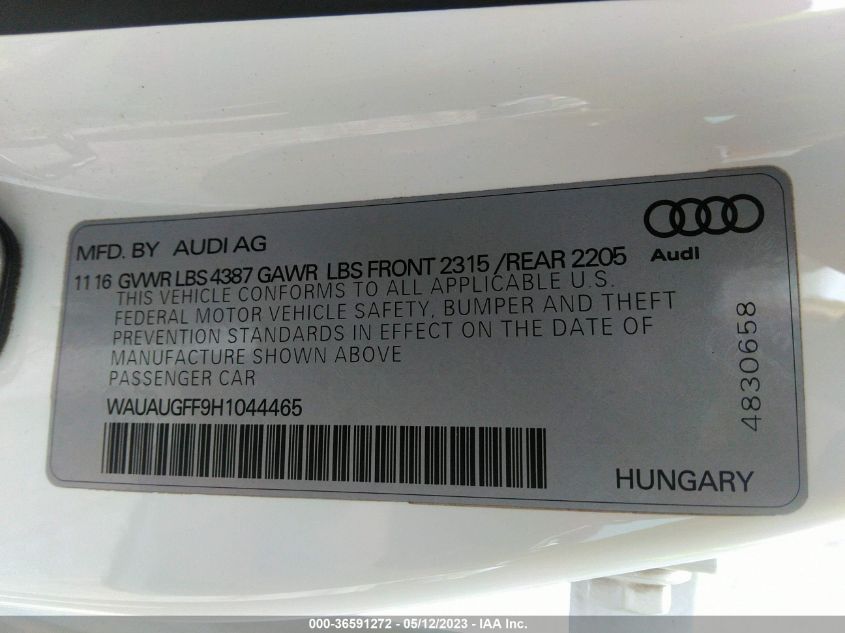 MFD. BY AUDI AG
Audi
11 16 GVWR LBS 4387 GAWR LBS FRONT 2315 /REAR 2205
THIS VEHICLE CONFORMS TO ALL APPLICABLE U.S.
FEDERAL MOTOR VEHICLE SAFETY, BUMPER AND THEFT
PREVENTION STANDARDS IN EFFECT ON THE DATE OF
MANUFACTURE SHOWN ABOVE
PASSENGER CAR
WAUAUGFF9H1044465
4830658
HUNGARY
000-36591272 - 05/12/2023 - IAA Inc.